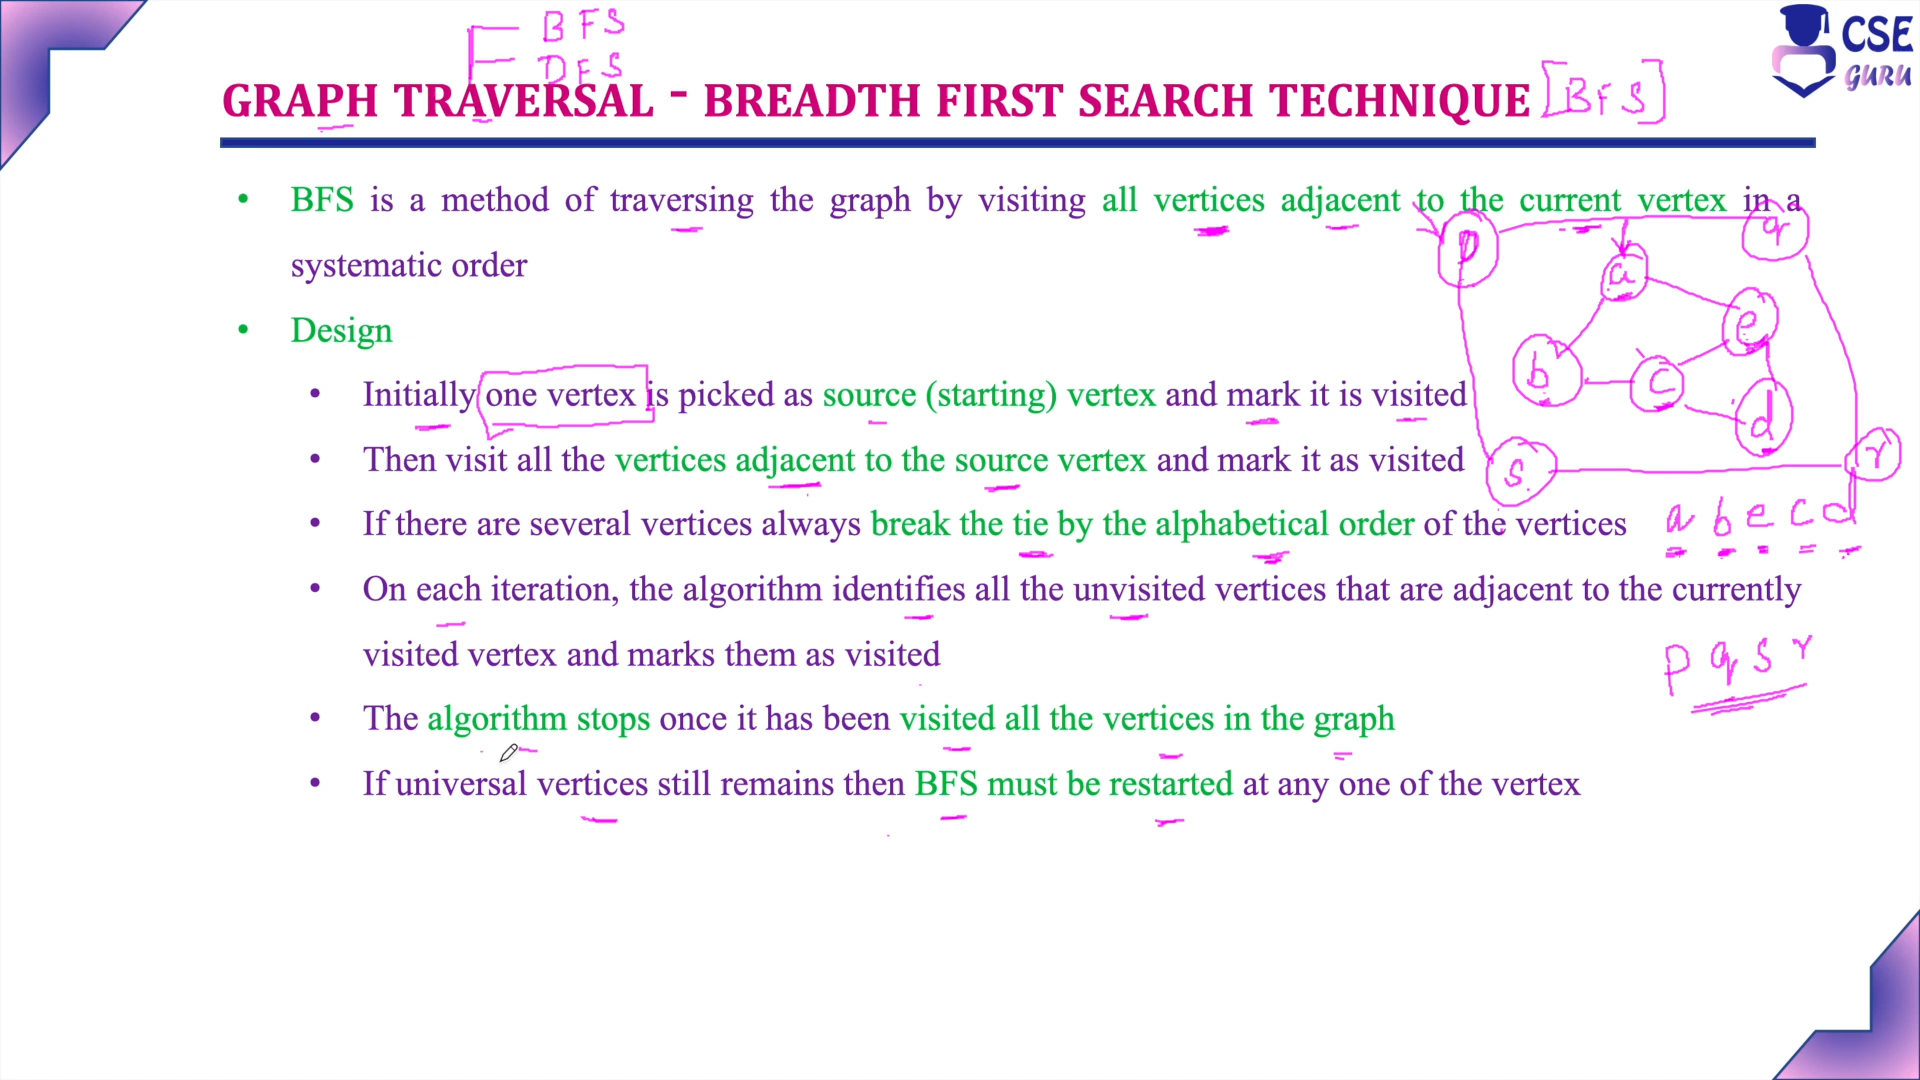 BFS
DFS
CSE
GURU
GRAPH TRAVERSAL - BREADTH FIRST SEARCH TECHNIQUE [BFS]
• BFS is a method of traversing the graph by visiting all vertices adjacent to the current vertex in a
systematic order
p q
a
e
b c
d
s r
• Design
• Initially one vertex is picked as source (starting) vertex and mark it is visited
• Then visit all the vertices adjacent to the source vertex and mark it as visited
• If there are several vertices always break the tie by the alphabetical order of the vertices
a b e c d
• On each iteration, the algorithm identifies all the unvisited vertices that are adjacent to the currently
visited vertex and marks them as visited
p q s r
• The algorithm stops once it has been visited all the vertices in the graph
• If universal vertices still remains then BFS must be restarted at any one of the vertex